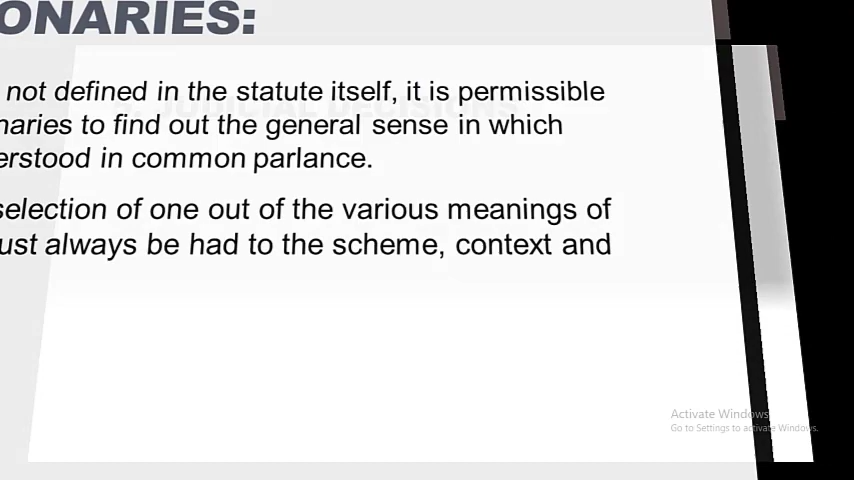 ONARIES:
not defined in the statute itself, it is permissible
naries to find out the general sense in which
erstood in common parlance.
JUDICIAL DECISIONS
selection of one out of the various meanings of
ust always be had to the scheme, context and
Activate Windows
Go to Settings to activate Windows.